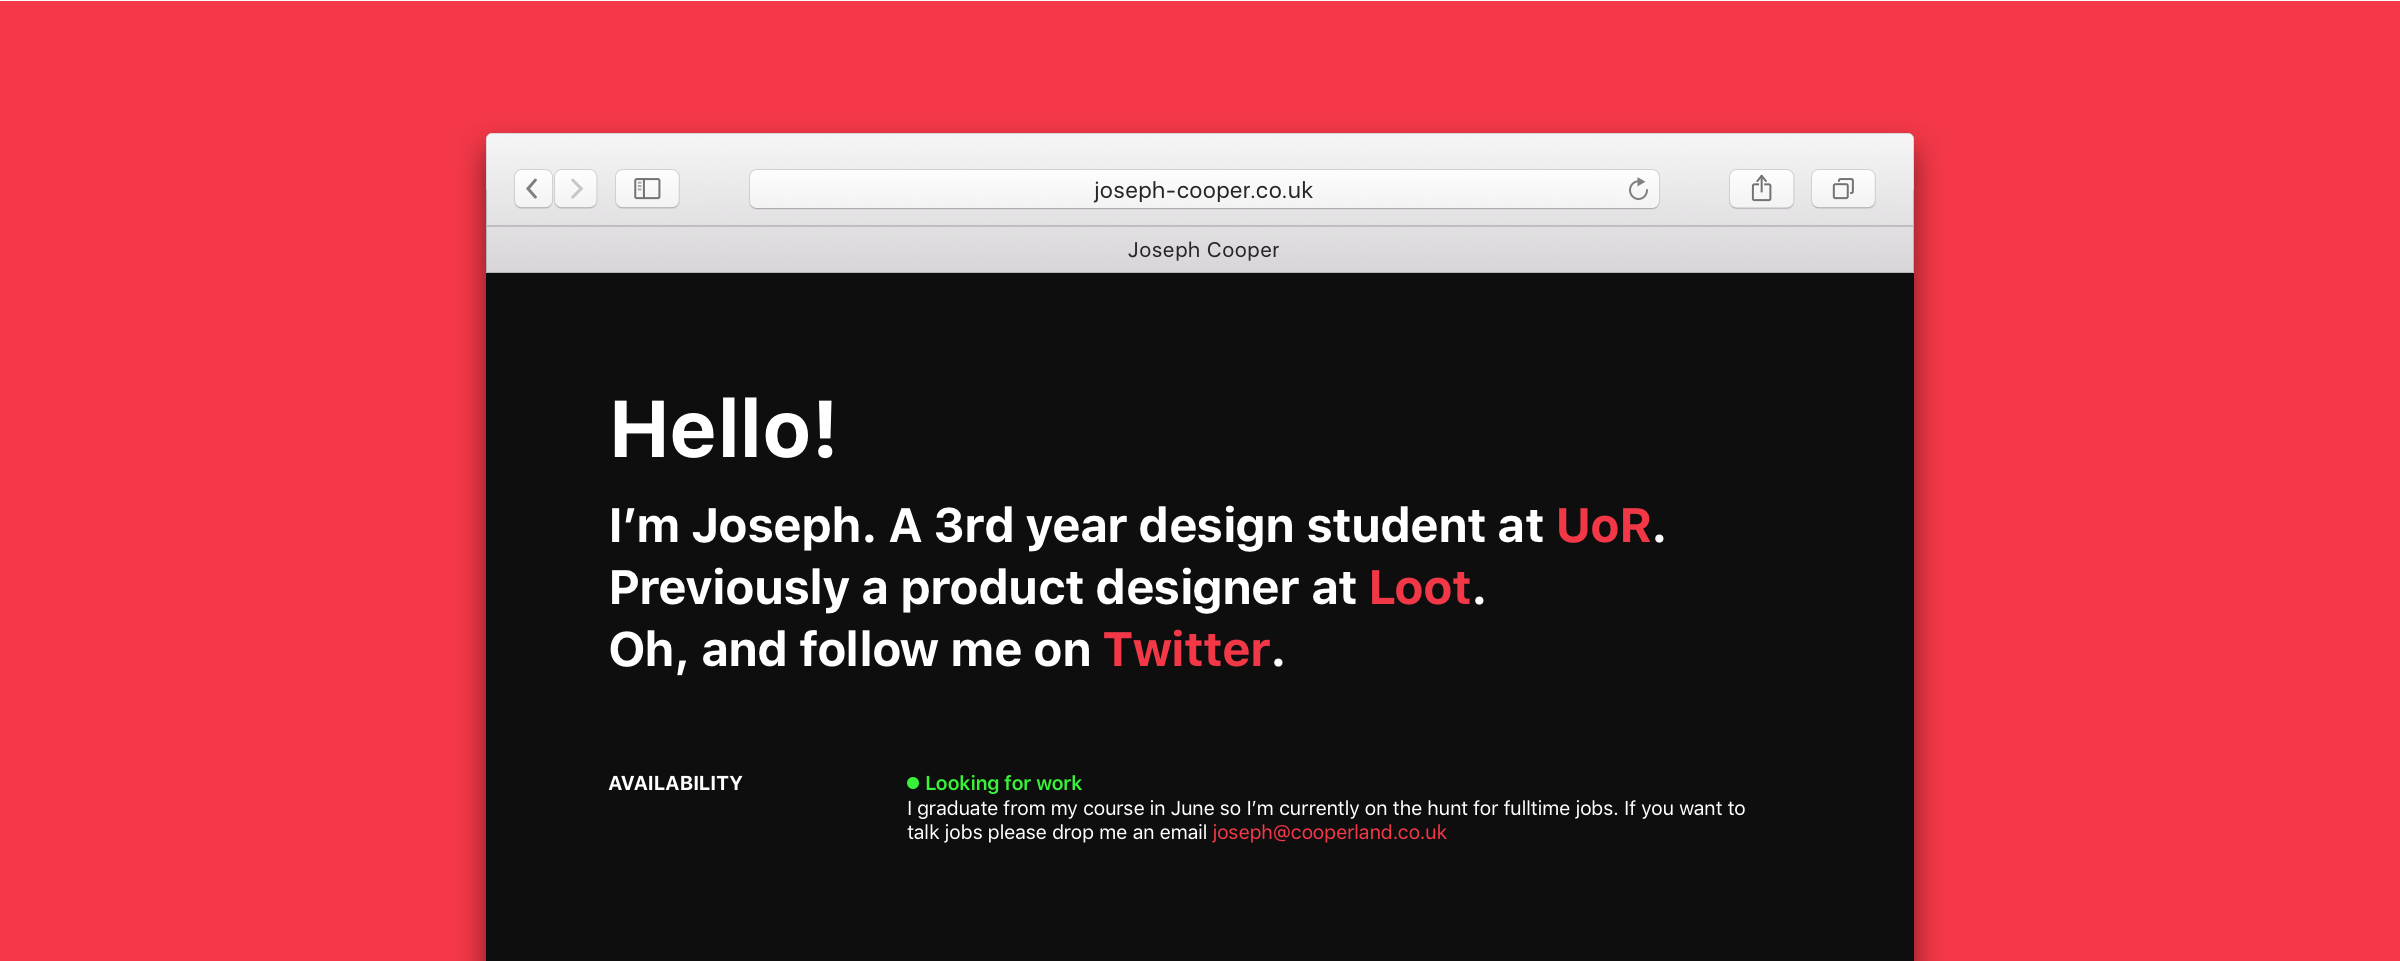 joseph-cooper.co.uk
Joseph Cooper
Hello!
I’m Joseph. A 3rd year design student at UoR.
Previously a product designer at Loot.
Oh, and follow me on Twitter.
AVAILABILITY
Looking for work
I graduate from my course in June so I’m currently on the hunt for fulltime jobs. If you want to
talk jobs please drop me an email joseph@cooperland.co.uk